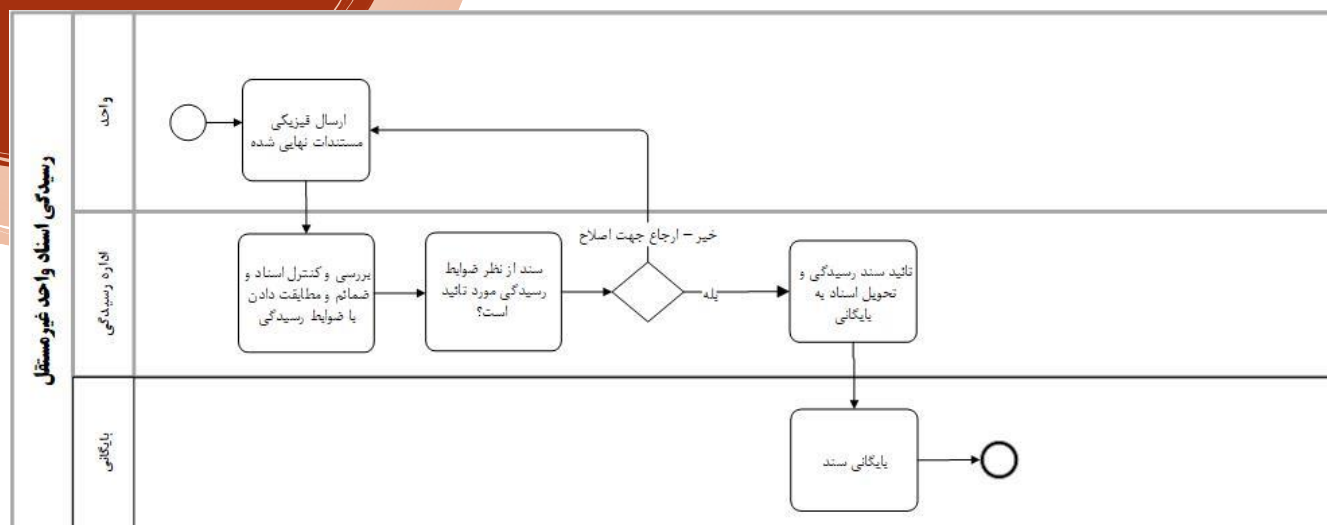 رسیدگی اسناد واحد غیرمستقل
واحد
ارسال فیزیکی
مستندات نهایی شده
اداره رسیدگی
بررسی و کنترل اسناد و
ضمائم و مطابقت دادن
با ضوابط رسیدگی
سند از نظر ضوابط
رسیدگی مورد تائید
است؟
خیر – ارجاع جهت اصلاح
بله
تائید سند رسیدگی و
تحویل اسناد به
بایگانی
بایگانی
بایگانی سند